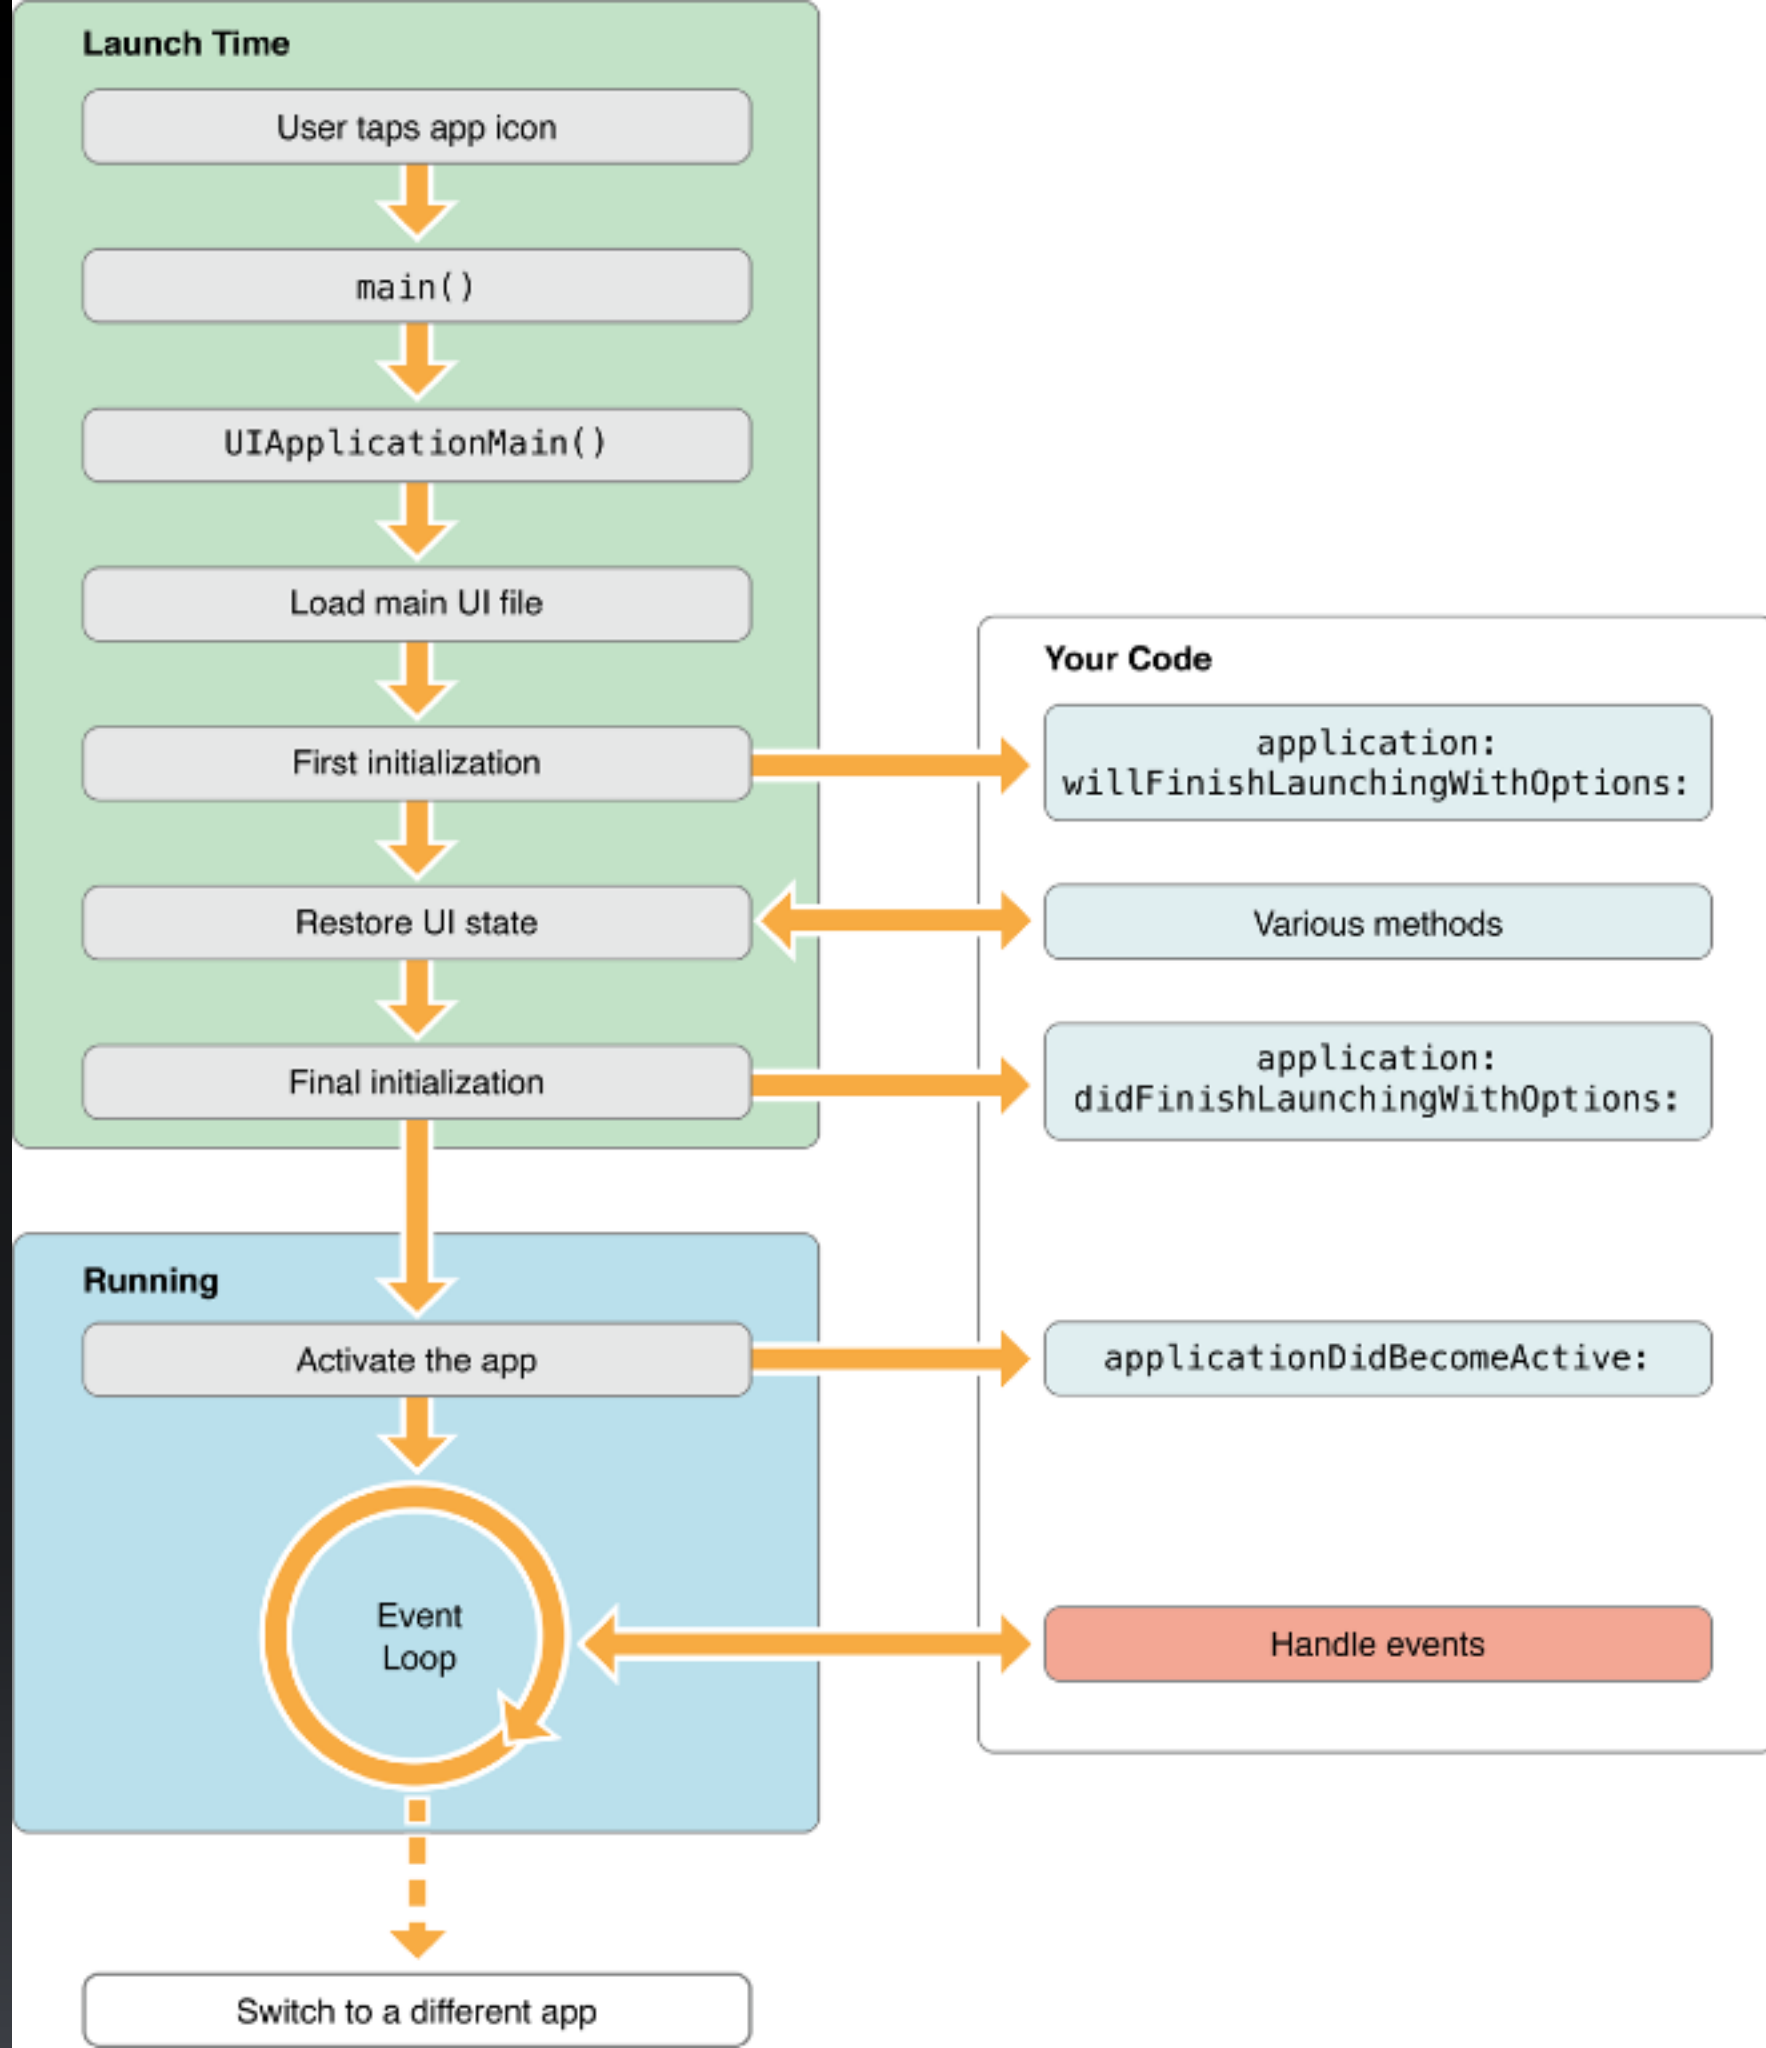 Launch Time
User taps app icon
main()
UIApplicationMain()
Load main UI file
First initialization
Restore UI state
Final initialization
Your Code
application:
willFinishLaunchingWithOptions:
Various methods
application:
didFinishLaunchingWithOptions:
Running
Activate the app
applicationDidBecomeActive:
Event
Loop
Handle events
Switch to a different app